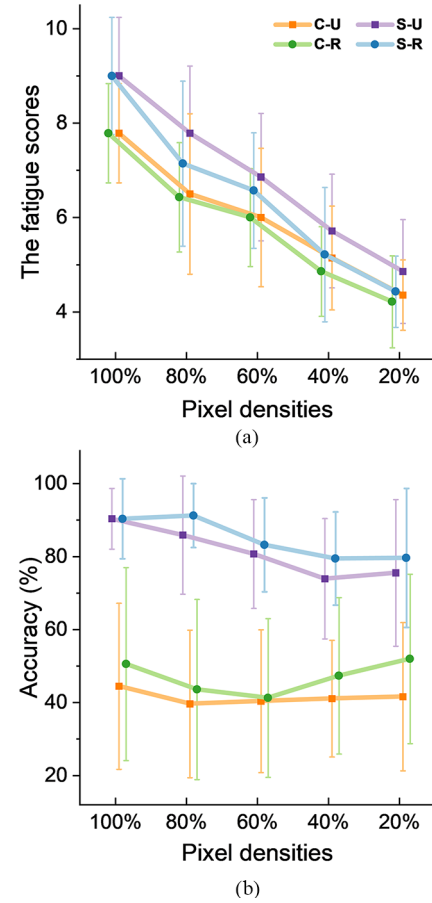 10
8
6
4
The fatigue scores
C-U S-U
C-R S-R
100% 80% 60% 40% 20%
Pixel densities
(a)
100
80
60
40
20
Accuracy (%)
100% 80% 60% 40% 20%
Pixel densities
(b)